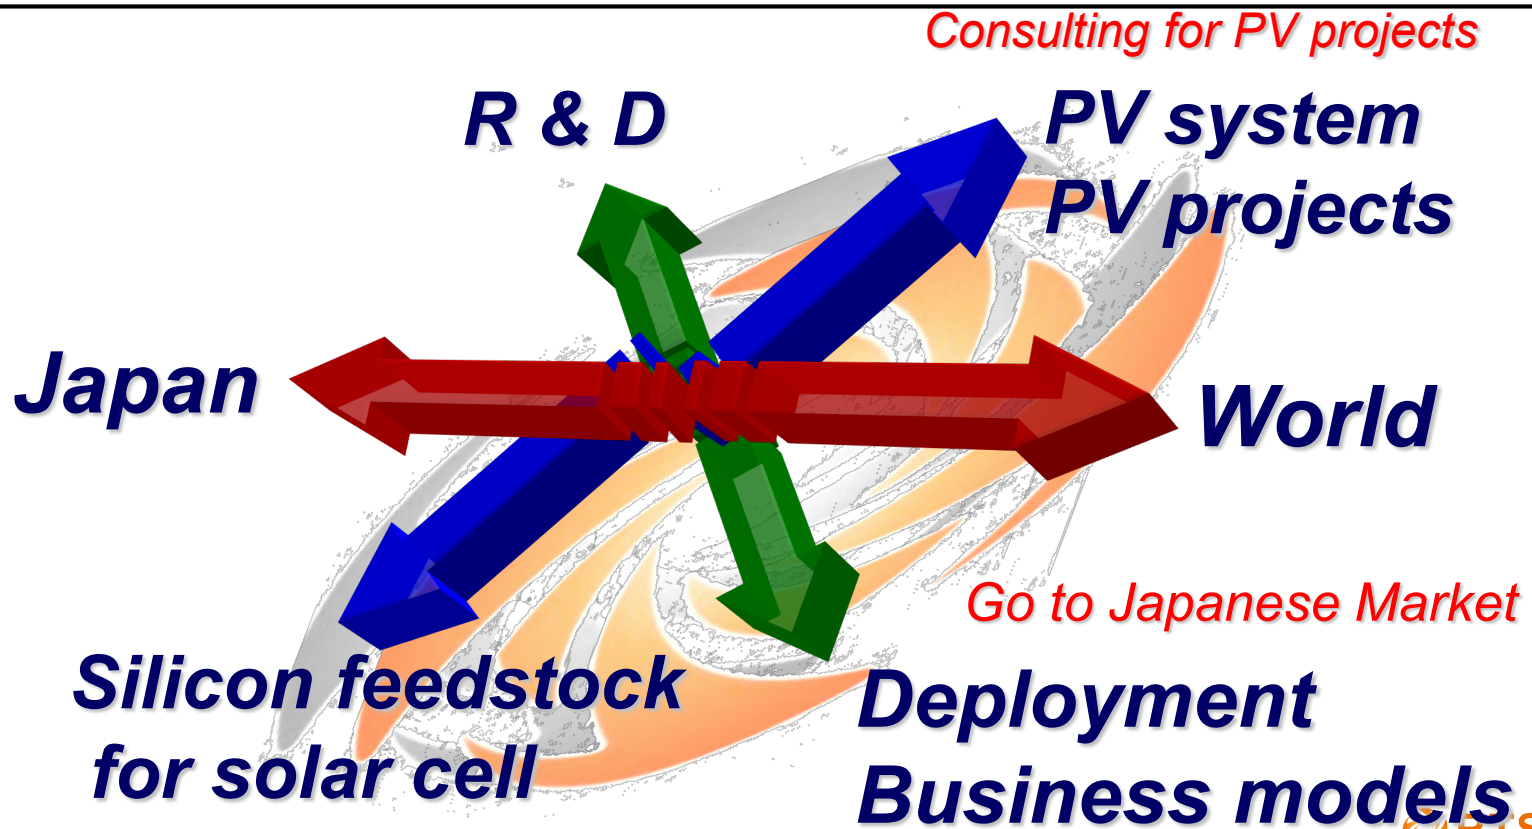 Consulting for PV projects
R & D
PV system
PV projects
Japan
World
Go to Japanese Market
Silicon feedstock
for solar cell
Deployment
Business models